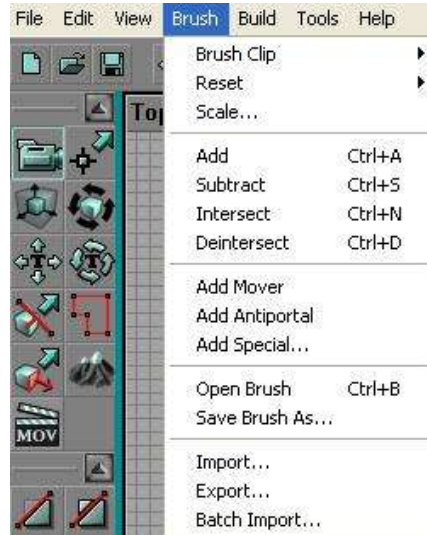 File Edit View Brush Build Tools Help
Brush Clip
Reset
Scale...
Top
Add Ctrl+A
Subtract Ctrl+S
Intersect Ctrl+N
Deintersect Ctrl+D
Add Mover
Add Antiportal
Add Special...
Open Brush Ctrl+B
Save Brush As...
MOV
Import...
Export...
Batch Import...